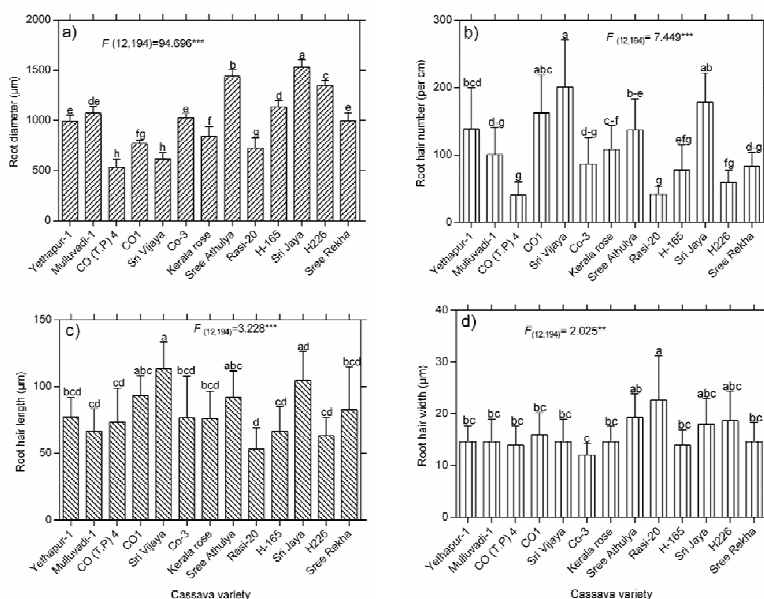 a)
F (12,194)=94.696***
Root diameter (µm)
2000
1500
1000
500
0
e
de
h
fg
h
e
f
b
g
d
a
c
e
Yethapur-1
Mulluvadi-1
CO (T.P) 4
CO1
Sri Vijaya
Co-3
Kerala rose
Sree Athulya
Rasi-20
H-165
Sri Jaya
H226
Sree Rekha
b)
F (12,194)= 7.449***
Root hair number (per cm)
300
200
100
0
bcd
d-g
g
abc
a
d-g
c-f
b-e
g
efg
ab
fg
d-g
Yethapur-1
Mulluvadi-1
CO (T.P) 4
CO1
Sri Vijaya
Co-3
Kerala rose
Sree Athulya
Rasi-20
H-165
Sri Jaya
H226
Sree Rekha
c)
F (12,194)=3.228***
Root hair length (µm)
150
100
50
0
bcd
cd
cd
abc
a
bcd
bcd
abc
d
cd
ad
cd
bcd
Yethapur-1
Mulluvadi-1
CO (T.P) 4
CO1
Sri Vijaya
Co-3
Kerala rose
Sree Athulya
Rasi-20
H-165
Sri Jaya
H226
Sree Rekha
Cassava variety
d)
F (12,194)= 2.025**
Root hair width (µm)
40
30
20
10
0
bc
bc
bc
bc
bc
c
bc
ab
a
bc
abc
abc
bc
Yethapur-1
Mulluvadi-1
CO (T.P) 4
CO1
Sri Vijaya
Co-3
Kerala rose
Sree Athulya
Rasi-20
H-165
Sri Jaya
H226
Sree Rekha
Cassava variety